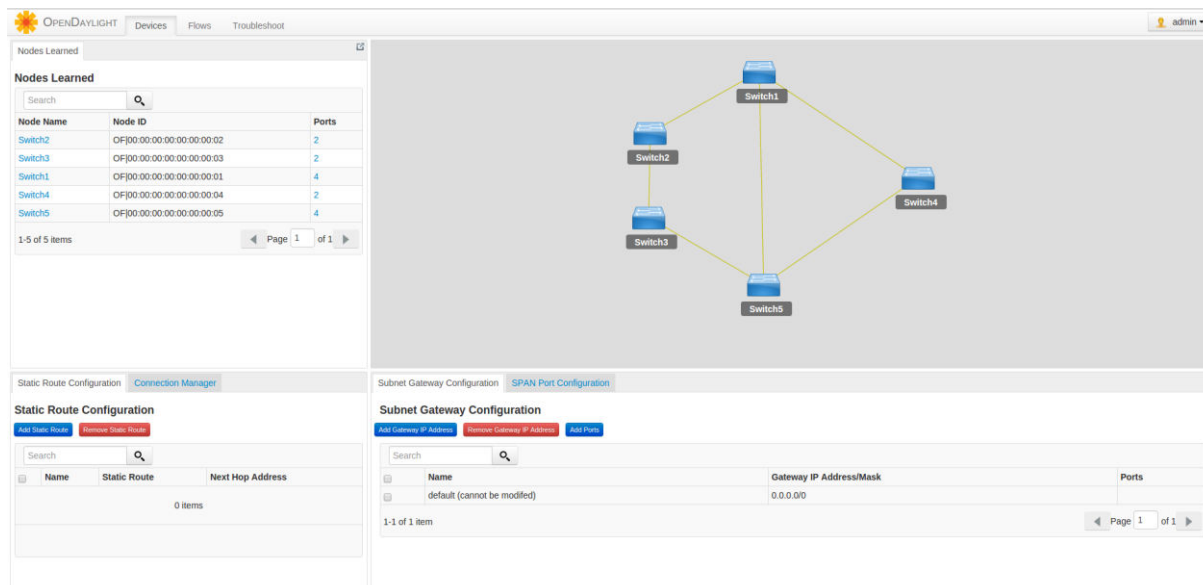 OPENDAYLIGHT Devices Flows Troubleshoot admin
Nodes Learned
Nodes Learned
Search
Node Name Node ID Ports
Switch2 OF|00:00:00:00:00:00:00:02 2
Switch3 OF|00:00:00:00:00:00:00:03 2
Switch1 OF|00:00:00:00:00:00:00:01 4
Switch4 OF|00:00:00:00:00:00:00:04 2
Switch5 OF|00:00:00:00:00:00:00:05 4
1-5 of 5 items Page 1 of 1
Switch1
Switch2
Switch4
Switch3
Switch5
Static Route Configuration Connection Manager
Static Route Configuration
Add Static Route Remove Static Route
Search
Name Static Route Next Hop Address
0 items
Subnet Gateway Configuration SPAN Port Configuration
Subnet Gateway Configuration
Add Gateway IP Address Remove Gateway IP Address Add Ports
Search
Name Gateway IP Address/Mask Ports
default (cannot be modifed) 0.0.0.0/0
1-1 of 1 item Page 1 of 1